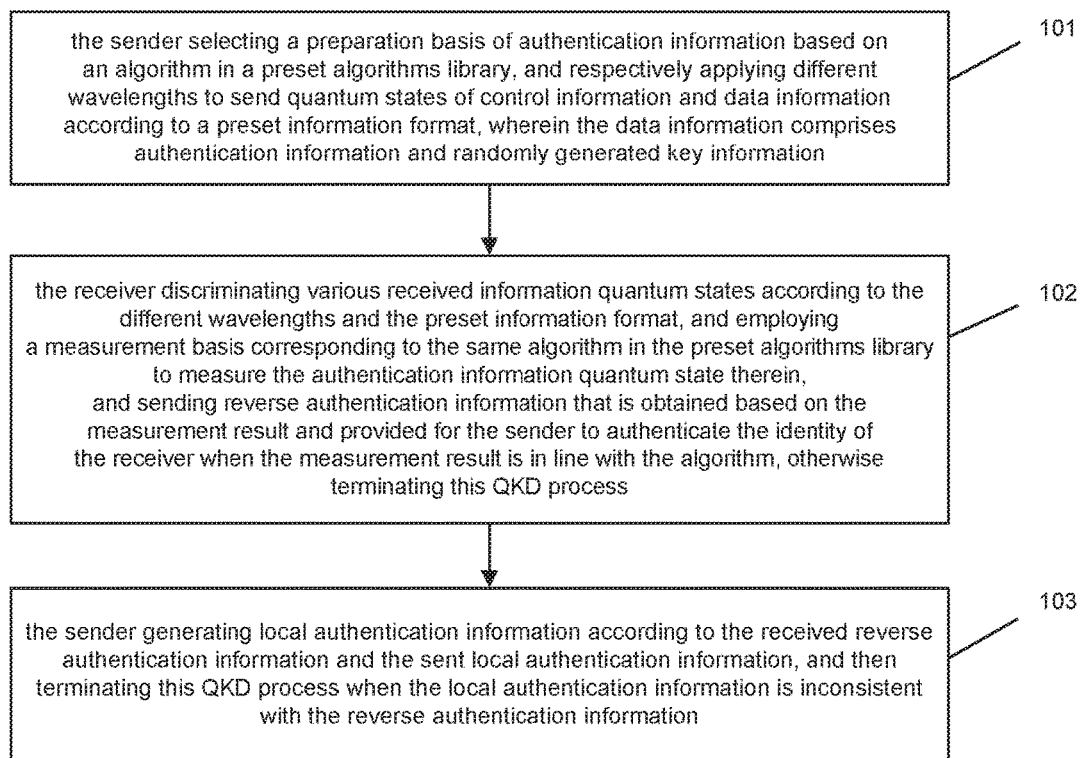 the sender selecting a preparation basis of authentication information based on
an algorithm in a preset algorithms library, and respectively applying different
wavelengths to send quantum states of control information and data information
according to a preset information format, wherein the data information comprises
authentication information and randomly generated key information
101
the receiver discriminating various received information quantum states according to the
different wavelengths and the preset information format, and employing
a measurement basis corresponding to the same algorithm in the preset algorithms library
to measure the authentication information quantum state therein,
and sending reverse authentication information that is obtained based on the
measurement result and provided for the sender to authenticate the identity of
the receiver when the measurement result is in line with the algorithm, otherwise
terminating this QKD process
102
the sender generating local authentication information according to the received reverse
authentication information and the sent local authentication information, and then
terminating this QKD process when the local authentication information is inconsistent
with the reverse authentication information
103